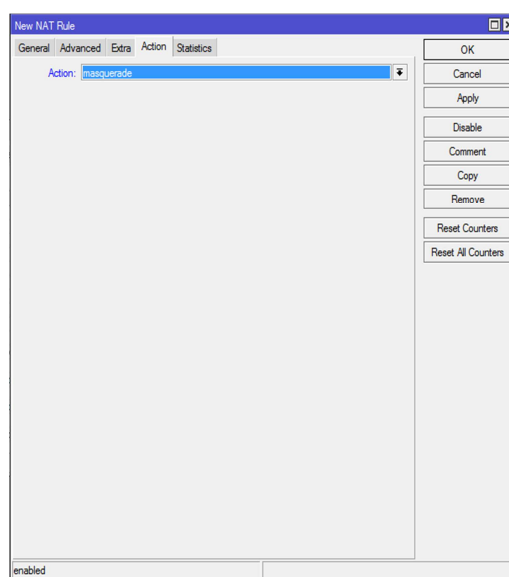 New NAT Rule
General Advanced Extra Action Statistics
Action: masquerade
OK
Cancel
Apply
Disable
Comment
Copy
Remove
Reset Counters
Reset All Counters
enabled